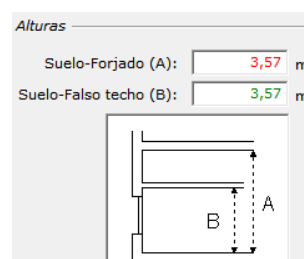 Alturas
Suelo-Forjado (A): 3,57 m
Suelo-Falso techo (B): 3,57 m
A
B